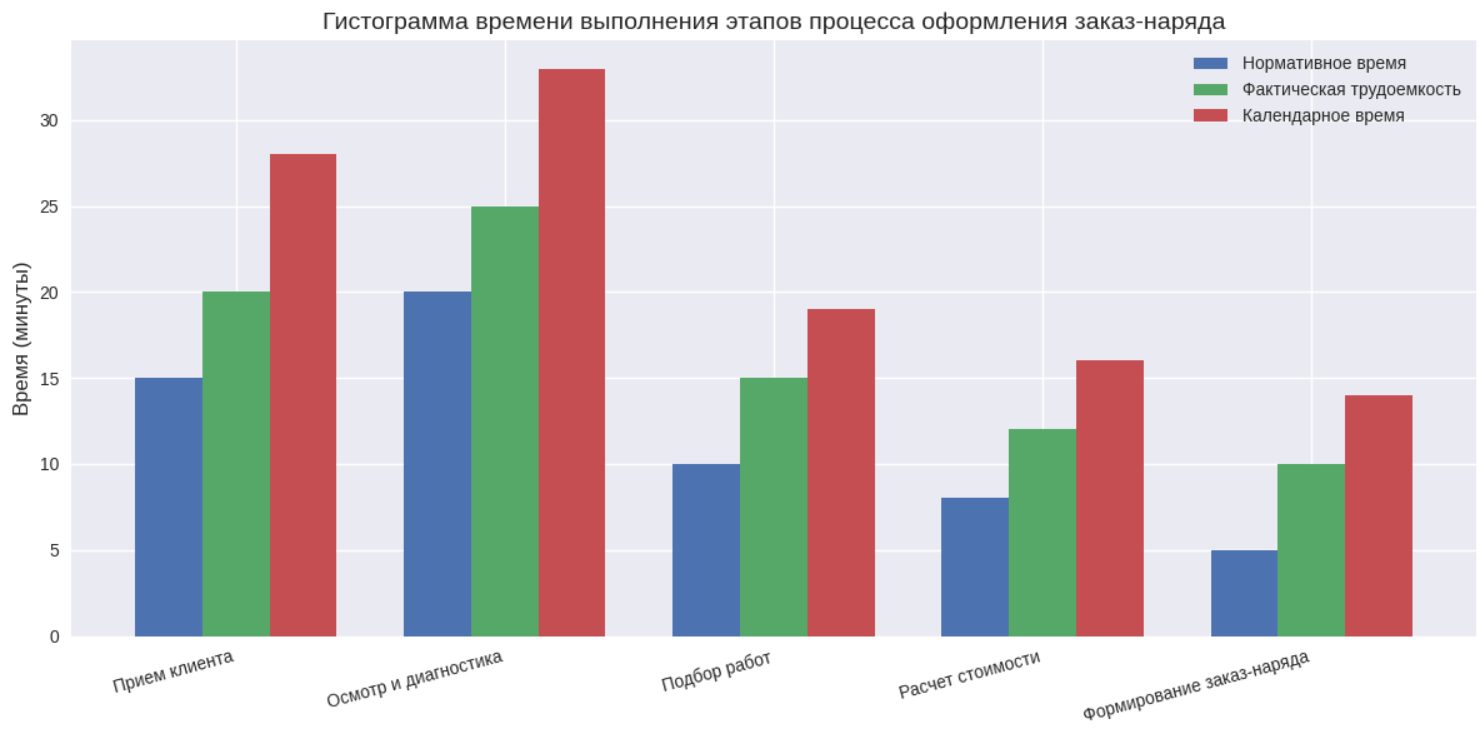 Гистограмма времени выполнения этапов процесса оформления заказ-наряда
Нормативное время
Фактическая трудоемкость
Календарное время
Время (минуты)
30
25
20
15
10
5
0
Прием клиента
Осмотр и диагностика
Подбор работ
Расчет стоимости
Формирование заказ-наряда